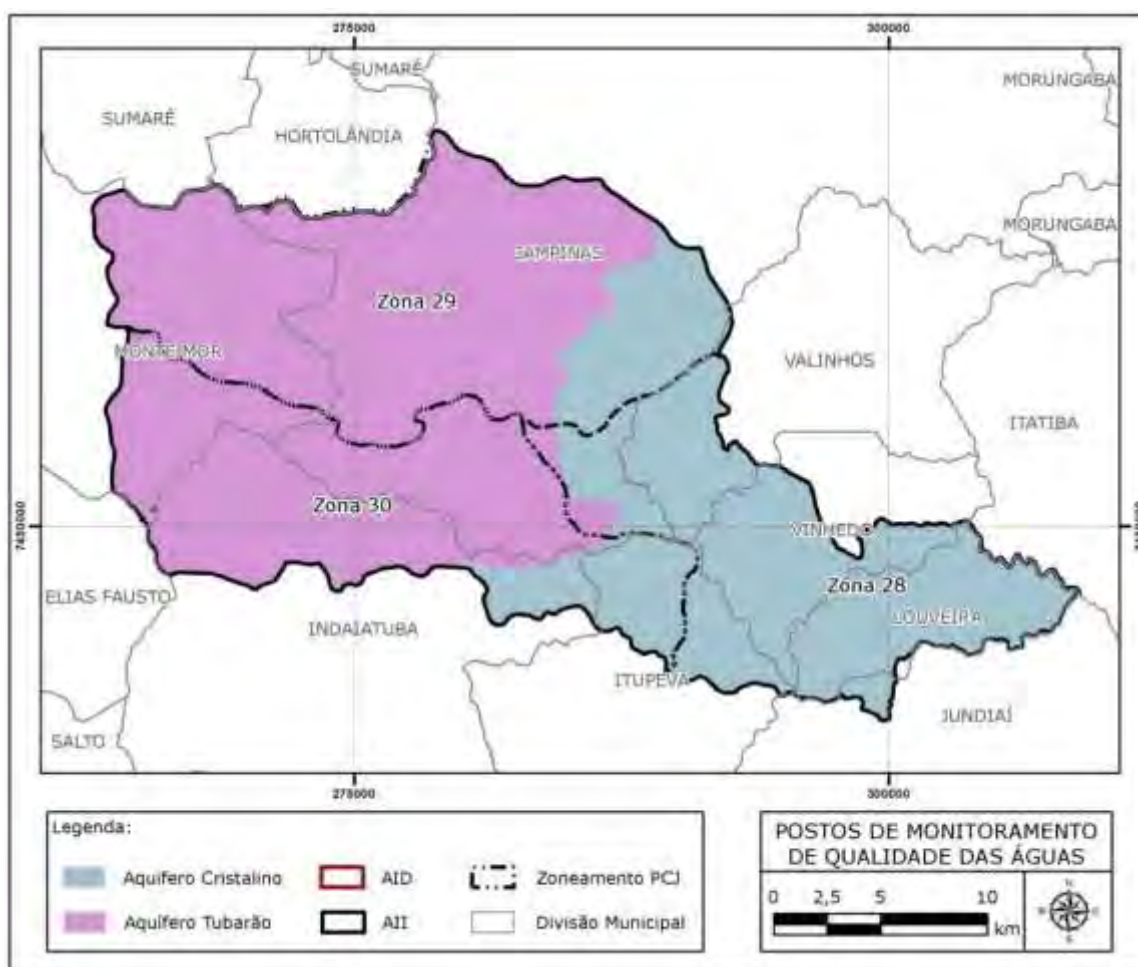 275000
300000
SUMARÉ
MORUNGABA
SUMARÉ
HORTOLÂNDIA
MORUNGABA
CAMPINAS
Zona 29
MONTE MOR
VALINHOS
ITATIBA
Zona 30
7450000
VINHEDO
Zona 28
ELIAS FAUSTO
LOUVEIRA
INDAIATUBA
ITUPEVA
JUNDIAÍ
SALTO
275000
300000
Legenda:
Aquífero Cristalino
AID
Zoneamento PCJ
Aquífero Tubarão
AII
Divisão Municipal
POSTOS DE MONITORAMENTO
DE QUALIDADE DAS ÁGUAS
0 2,5 5 10
km
N
S